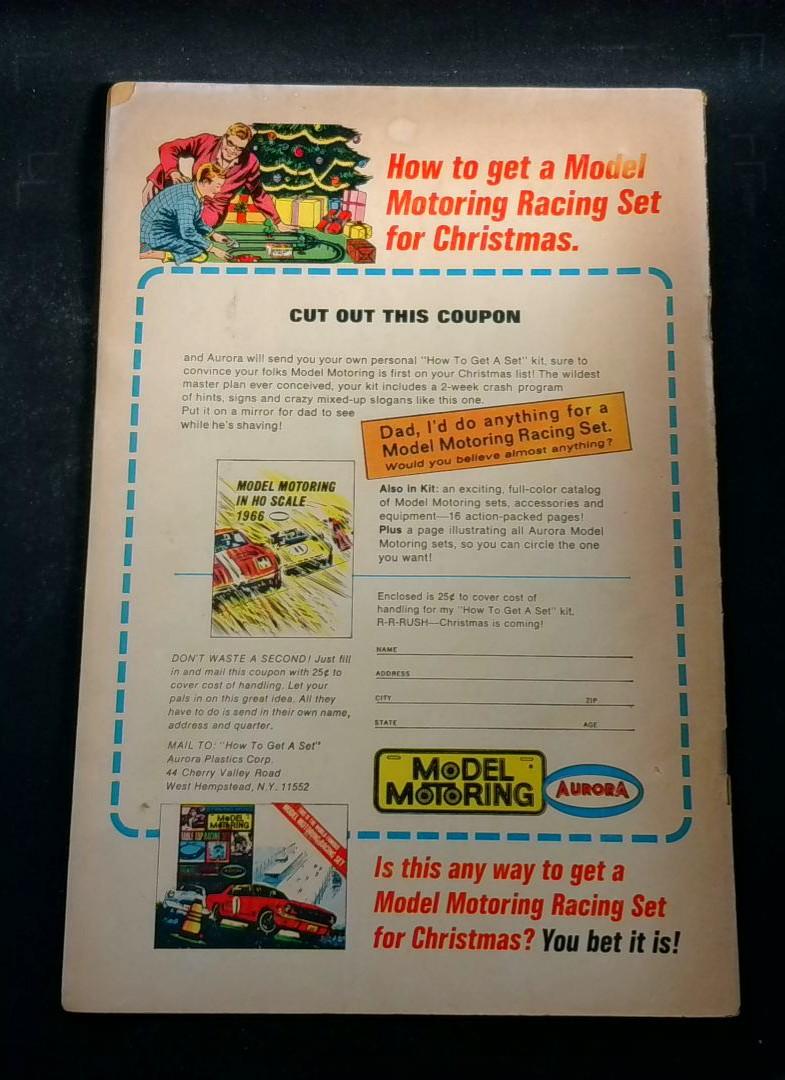 How to get a Model
Motoring Racing Set
for Christmas.
CUT OUT THIS COUPON
and Aurora will send you your own personal "How To Get A Set" kit, sure to
convince your folks Model Motoring is first on your Christmas list! The wildest
master plan ever conceived, your kit includes a 2-week crash program
of hints, signs and crazy mixed-up slogans like this one.
Put it on a mirror for dad to see
while he's shaving!
Dad, I'd do anything for a
Model Motoring Racing Set.
Would you believe almost anything?
MODEL MOTORING
IN HO SCALE
1966
Also in Kit: an exciting, full-color catalog
of Model Motoring sets, accessories and
equipment—16 action-packed pages!
Plus a page illustrating all Aurora Model
Motoring sets, so you can circle the one
you want!
Enclosed is 25¢ to cover cost of
handling for my "How To Get A Set" kit.
R-R-RUSH—Christmas is coming!
NAME
ADDRESS
CITY ZIP
STATE AGE
DON'T WASTE A SECOND! Just fill
in and mail this coupon with 25¢ to
cover cost of handling. Let your
pals in on this great idea. All they
have to do is send in their own name,
address and quarter.
MAIL TO: "How To Get A Set"
Aurora Plastics Corp.
44 Cherry Valley Road
West Hempstead, N.Y. 11552
MODEL
MOTORING
AURORA
MODEL
MOTORING
Is this any way to get a
Model Motoring Racing Set
for Christmas? You bet it is!